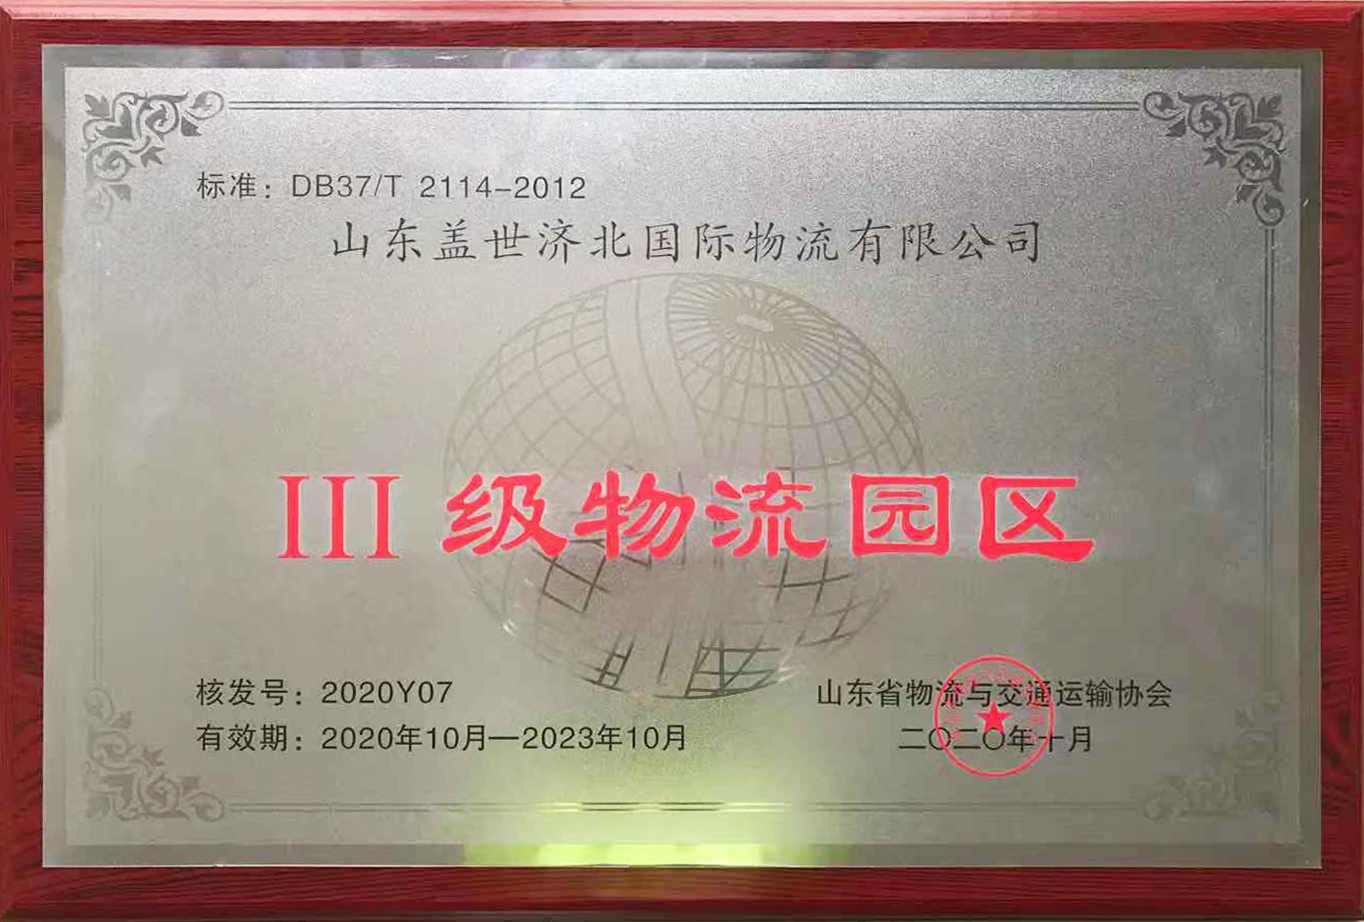 标准：DB37/T 2114-2012
山东盖世济北国际物流有限公司
III级物流园区
核发号：2020Y07
有效期：2020年10月—2023年10月
山东省物流与交通运输协会
二〇二〇年十月